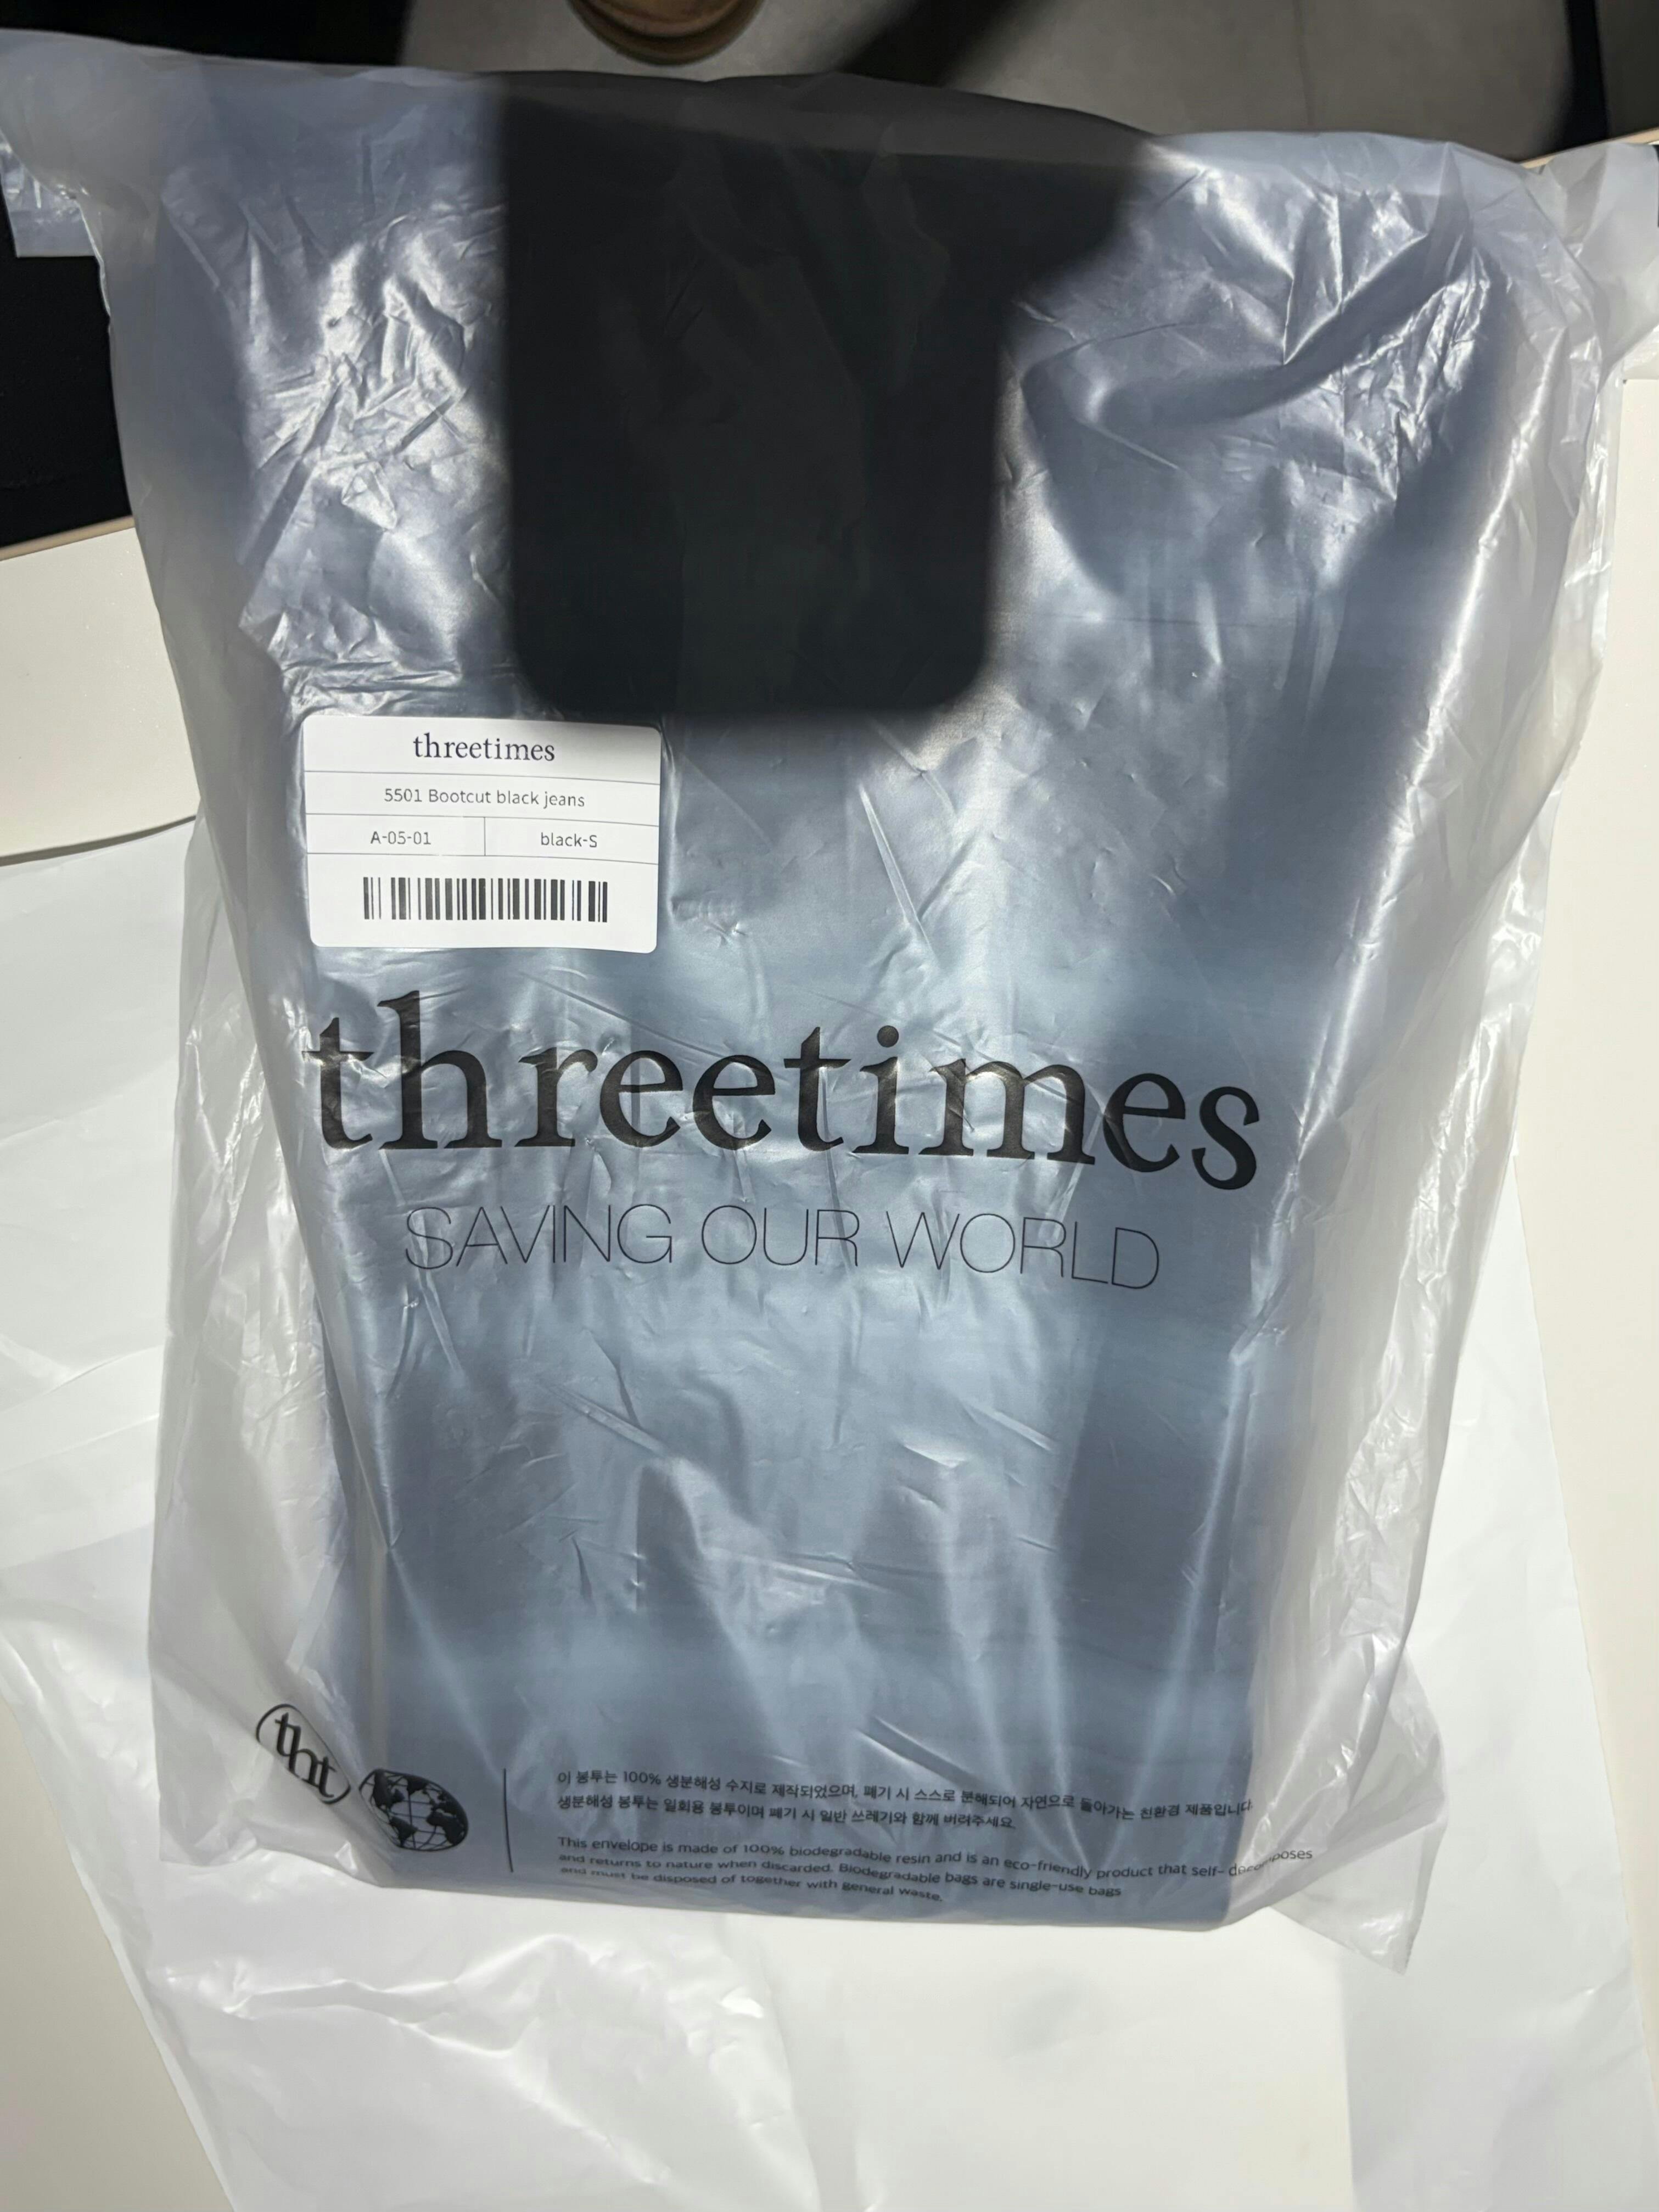 threetimes
5501 Bootcut black jeans
A-05-01 black-S
threetimes
SAVING OUR WORLD
tht
이 봉투는 100% 생분해성 수지로 제작되었으며, 폐기 시 스스로 분해되어 자연으로 돌아가는 친환경 제품입니다.
생분해성 봉투는 일회용 봉투이며 폐기 시 일반 쓰레기와 함께 버려주세요.
This envelope is made of 100% biodegradable resin and is an eco-friendly product that self- decomposes
and returns to nature when discarded. Biodegradable bags are single-use bags
and must be disposed of together with general waste.